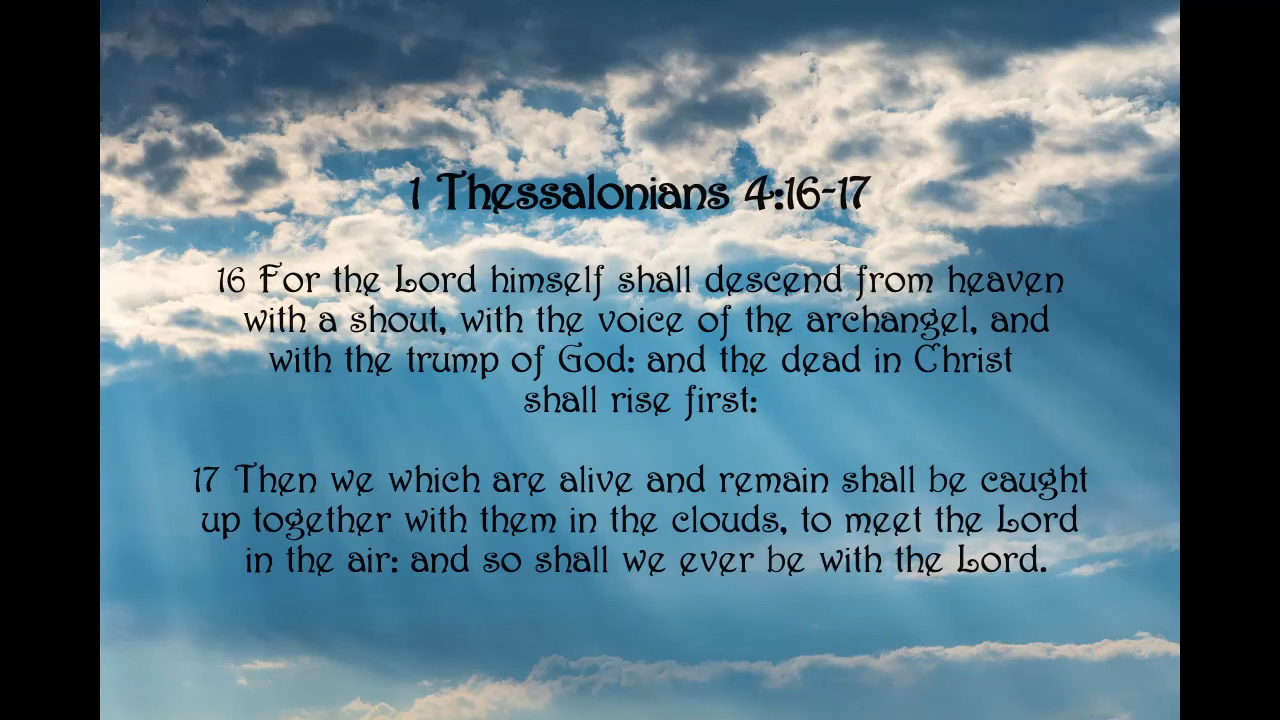 1 Thessalonians 4:16-17
16 For the Lord himself shall descend from heaven
with a shout, with the voice of the archangel, and
with the trump of God: and the dead in Christ
shall rise first:
17 Then we which are alive and remain shall be caught
up together with them in the clouds, to meet the Lord
in the air: and so shall we ever be with the Lord.